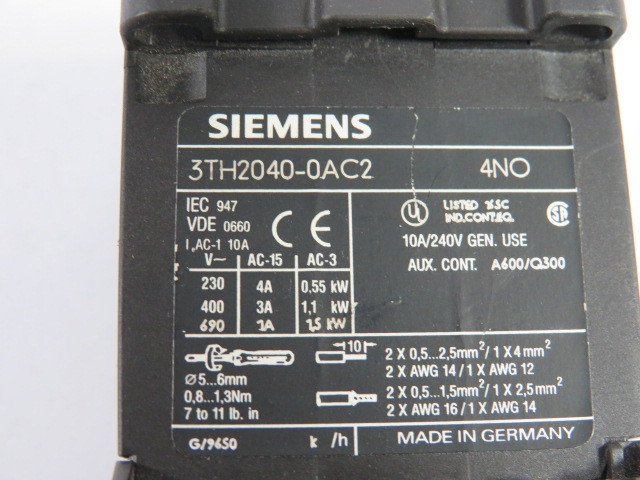 SIEMENS
3TH2040-0AC2 4NO
IEC 947
VDE 0660
I, AC-1 10A
CE
UL LISTED
IND.CONT.EQ.
10A/240V GEN. USE
AUX. CONT. A600/Q300
V~ AC-15 AC-3
230 4A 0,55 kW
400 3A 1,1 kW
690 1,5 kW
10
2 X 0,5...2,5mm²/1 X 4mm²
2 X AWG 14/1 X AWG 12
Ø5...6mm
0,8...1,3Nm
7 to 11 lb. in
2 X 0,5...1,5mm²/1 X 2,5mm²
2 X AWG 16/1 X AWG 14
G/9650 k /h MADE IN GERMANY